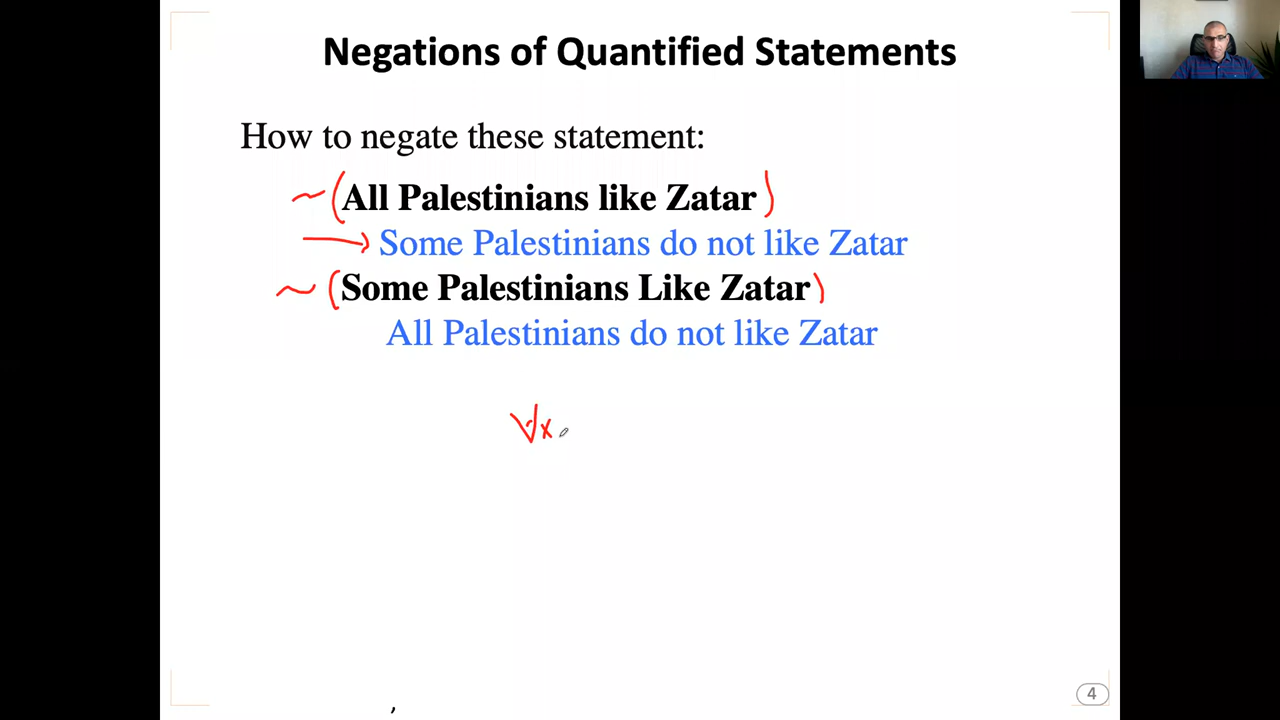 Negations of Quantified Statements
How to negate these statement:
~(All Palestinians like Zatar)
→ Some Palestinians do not like Zatar
~(Some Palestinians Like Zatar)
All Palestinians do not like Zatar
∀x
4
,